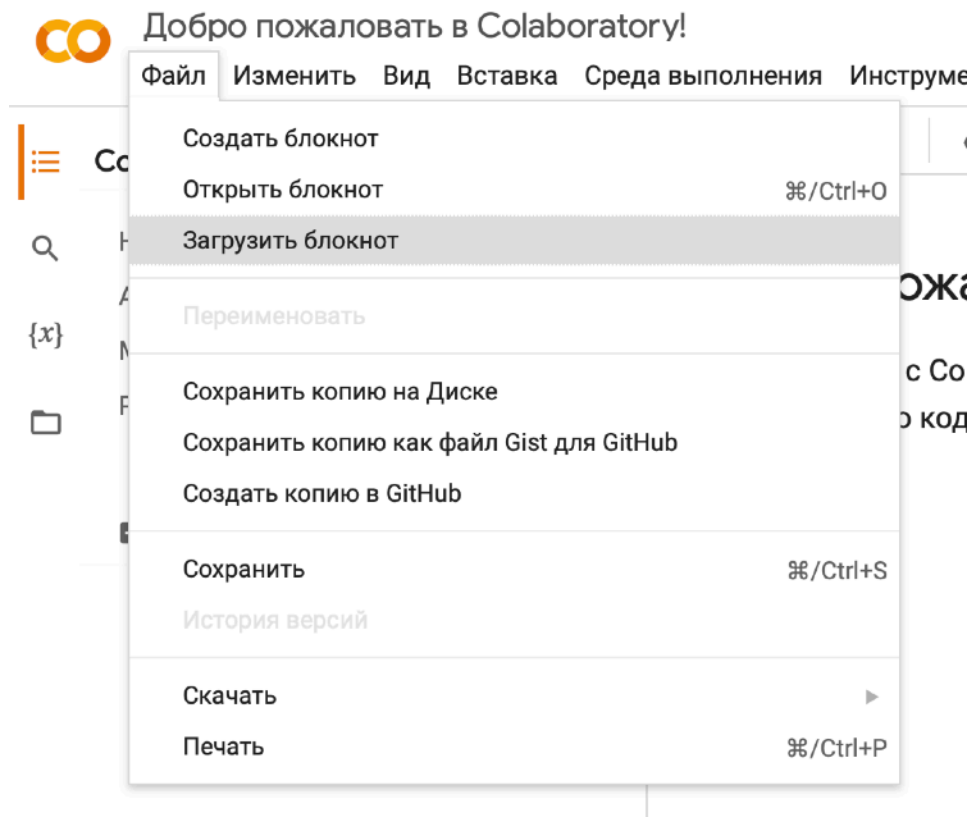 Добро пожаловать в Colaboratory!
Файл Изменить Вид Вставка Среда выполнения
Создать блокнот
Открыть блокнот ⌘/Ctrl+O
Загрузить блокнот
Переименовать
Сохранить копию на Диске
с Co
Сохранить копию как файл Gist для GitHub
Создать копию в GitHub
Сохранить ⌘/Ctrl+S
История версий
Скачать
Печать ⌘/Ctrl+P
{x}